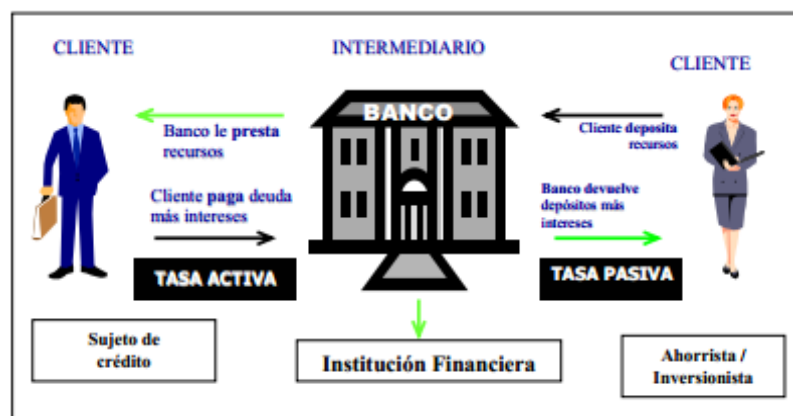 CLIENTE
INTERMEDIARIO
CLIENTE
BANCO
Banco le presta
recursos
Cliente deposita
recursos
Cliente paga deuda
más intereses
Banco devuelve
depósitos más
intereses
TASA ACTIVA
TASA PASIVA
Sujeto de
crédito
Institución Financiera
Ahorrista /
Inversionista